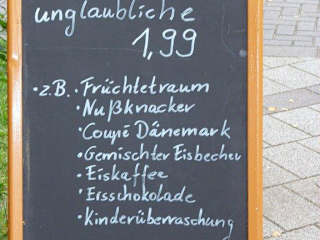 unglaubliche
1,99
·z.B. ·Früchtetraum
·Nußknacker
·Coupé Dänemark
·Gemischter Eisbecher
·Eiskaffee
·Eisschokolade
·Kinderüberraschung